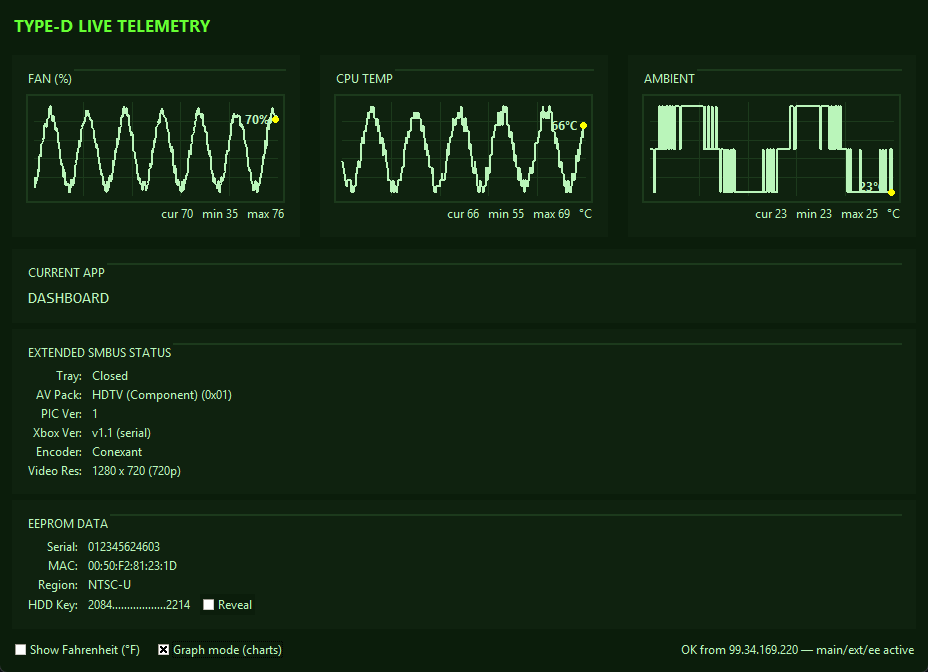 TYPE-D LIVE TELEMETRY
FAN (%)
70%
cur 70 min 35 max 76
CPU TEMP
66°C
cur 66 min 55 max 69 °C
AMBIENT
23°
cur 23 min 23 max 25 °C
CURRENT APP
DASHBOARD
EXTENDED SMBUS STATUS
Tray: Closed
AV Pack: HDTV (Component) (0x01)
PIC Ver: 1
Xbox Ver: v1.1 (serial)
Encoder: Conexant
Video Res: 1280 x 720 (720p)
EEPROM DATA
Serial: 012345624603
MAC: 00:50:F2:81:23:1D
Region: NTSC-U
HDD Key: 2084..................2214 Reveal
Show Fahrenheit (°F) Graph mode (charts) OK from 99.34.169.220 — main/ext/ee active